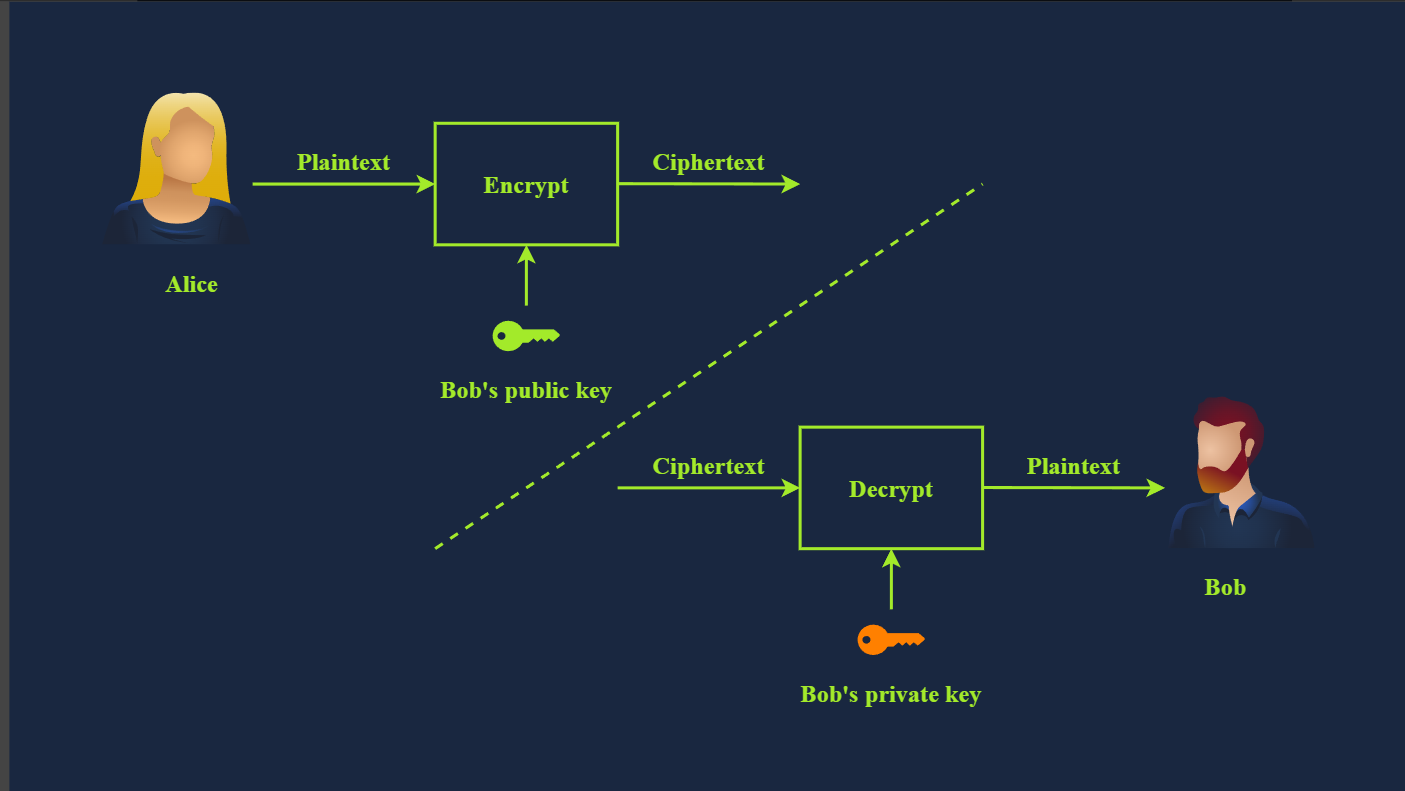 Plaintext
Encrypt
Ciphertext
Alice
Bob's public key
Ciphertext
Decrypt
Plaintext
Bob
Bob's private key